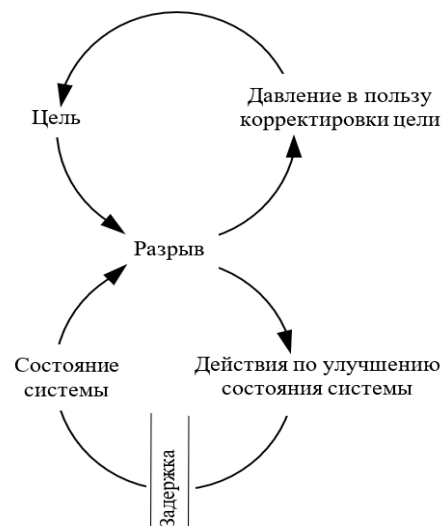 Цель
Давление в пользу
корректировки цели
Разрыв
Состояние
системы
Действия по улучшению
состояния системы
Задержка